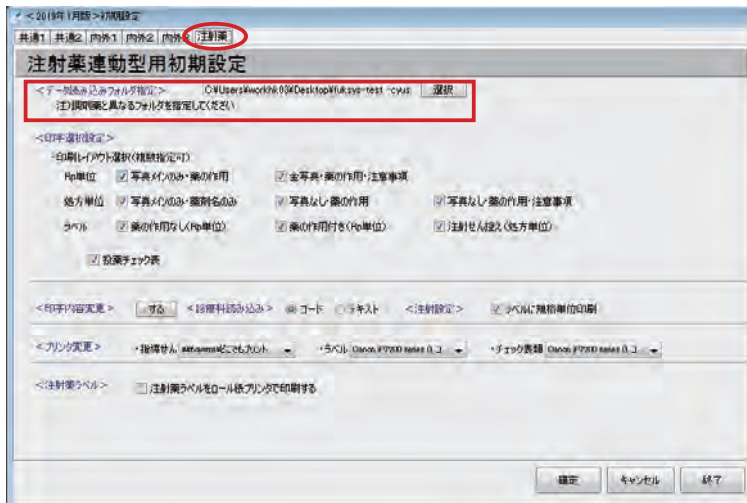 <2019年1月版>初期設定
共通1 共通2 内外1 内外2 内外3 注射薬
注射薬連動型用初期設定
<データ読み込みフォルダ指定> C:¥Users¥workhk03¥Desktop¥fuksys-test-cyus 選択
注)調剤薬と異なるフォルダを指定してください
<印字選択設定>
・印刷レイアウト選択(複数指定可)
Rp単位 写真メインのみ・薬の作用 全写真・薬の作用・注意事項
処方単位 写真メインのみ・薬剤名のみ 写真なし・薬の作用 写真なし・薬の作用・注意事項
ラベル 薬の作用なし(Rp単位) 薬の作用付き(Rp単位) 注射せん控え(処方単位)
投薬チェック表
<印字内容変更> する <診療科読み込み> コード テキスト <注射設定> ラベルに規格単位印刷
<プリンタ変更> ・指導せん どこでもプリント ・ラベル Canon series ・チェック表類 Canon series
<注射薬ラベル> 注射薬ラベルをロール紙プリンタで印刷する
確定 キャンセル 終了